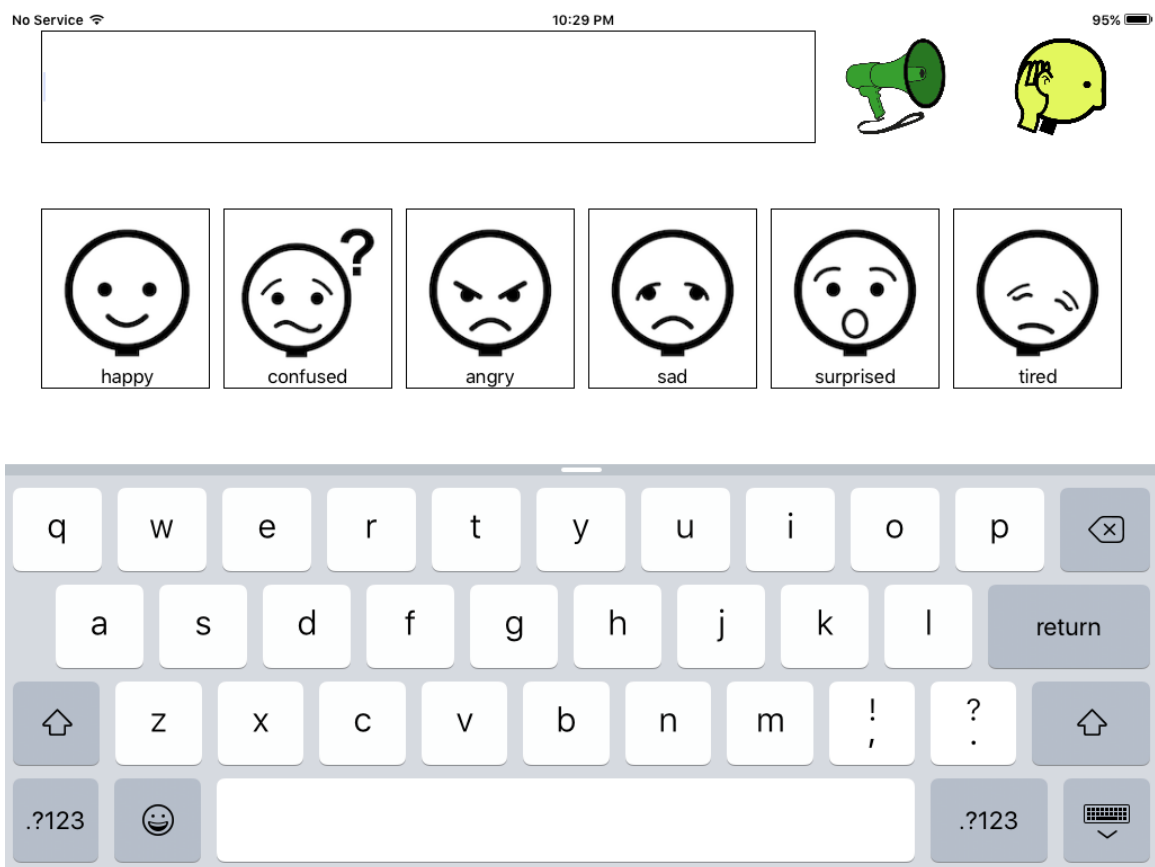 No Service 10:29 PM 95%
?
happy confused angry sad surprised tired
q w e r t y u i o p
a s d f g h j k l return
z x c v b n m ! , ? .
.?123 .?123